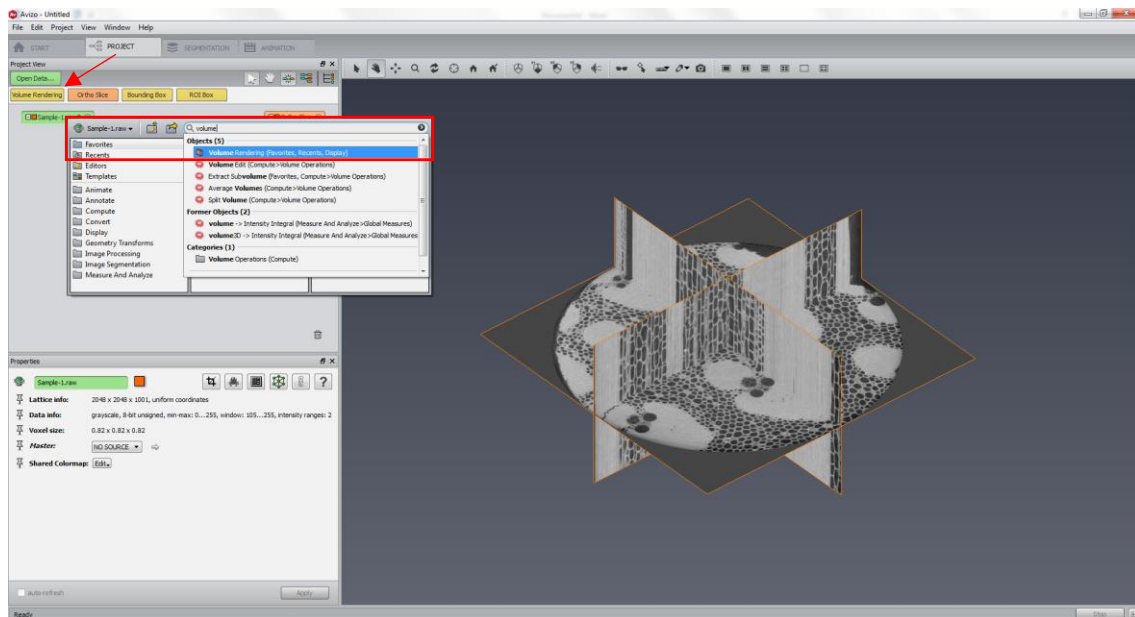 Avizo - Untitled
File Edit Project View Window Help
START PROJECT SEGMENTATION ANIMATION
Project View
Open Data...
Volume Rendering Ortho Slice Bounding Box ROI Box
Sample-1.raw volume
Favorites
Recents
Editors
Templates
Animate
Annotate
Compute
Convert
Display
Geometry Transforms
Image Processing
Image Segmentation
Measure And Analyze
Objects (5)
Volume Rendering (Favorites, Recents, Display)
Volume Edit (Compute>Volume Operations)
Extract Subvolume (Favorites, Compute>Volume Operations)
Average Volumes (Compute>Volume Operations)
Split Volume (Compute>Volume Operations)
Former Objects (2)
volume -> Intensity Integral (Measure And Analyze>Global Measures)
volume3D -> Intensity Integral (Measure And Analyze>Global Measures
Categories (1)
Volume Operations (Compute)
Properties
Sample-1.raw
Lattice info: 2048 x 2048 x 1001, uniform coordinates
Data info: grayscale, 8-bit unsigned, min-max: 0...255, window: 105...255, intensity ranges: 2
Voxel size: 0.82 x 0.82 x 0.82
Master: NO SOURCE
Shared Colormap: Edit
auto-refresh Apply
Ready Stop